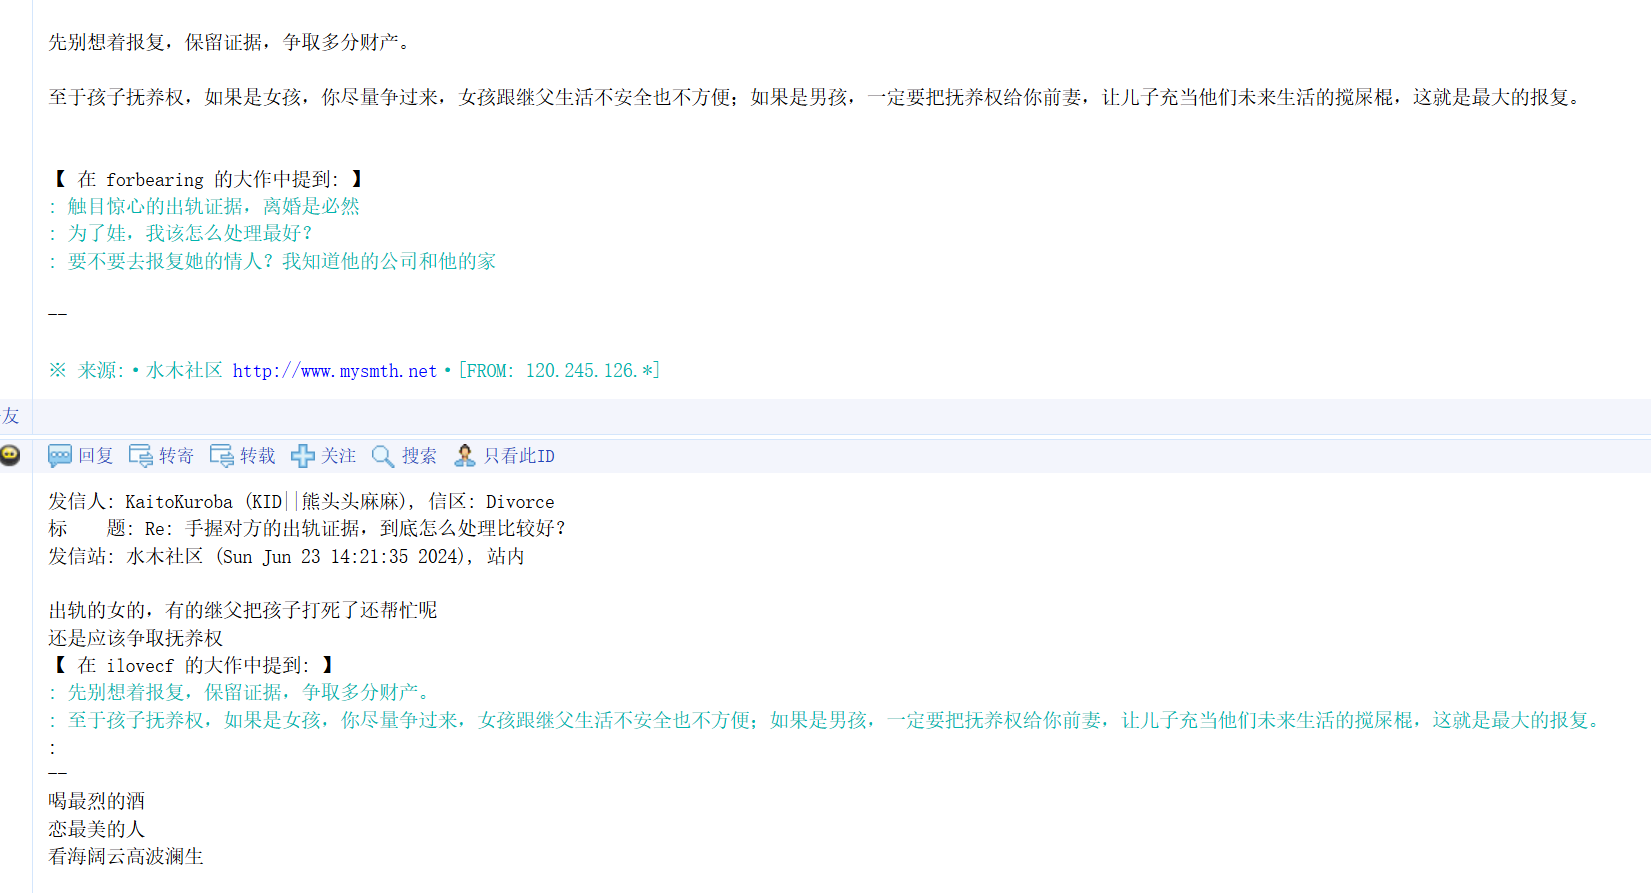 先别想着报复，保留证据，争取多分财产。
至于孩子抚养权，如果是女孩，你尽量争过来，女孩跟继父生活不安全也不方便；如果是男孩，一定要把抚养权给你前妻，让儿子充当他们未来生活的搅屎棍，这就是最大的报复。
【 在 forbearing 的大作中提到: 】
: 触目惊心的出轨证据，离婚是必然
: 为了娃，我该怎么处理最好？
: 要不要去报复她的情人？我知道他的公司和他的家
--
※ 来源:·水木社区 http://www.mysmth.net·[FROM: 120.245.126.*]
友
回复 转寄 转载 关注 搜索 只看此ID
发信人: KaitoKuroba (KID||熊头头麻麻), 信区: Divorce
标 题: Re: 手握对方的出轨证据，到底怎么处理比较好？
发信站: 水木社区 (Sun Jun 23 14:21:35 2024), 站内
出轨的女的，有的继父把孩子打死了还帮忙呢
还是应该争取抚养权
【 在 ilovecf 的大作中提到: 】
: 先别想着报复，保留证据，争取多分财产。
: 至于孩子抚养权，如果是女孩，你尽量争过来，女孩跟继父生活不安全也不方便；如果是男孩，一定要把抚养权给你前妻，让儿子充当他们未来生活的搅屎棍，这就是最大的报复。
:
--
喝最烈的酒
恋最美的人
看海阔云高波澜生